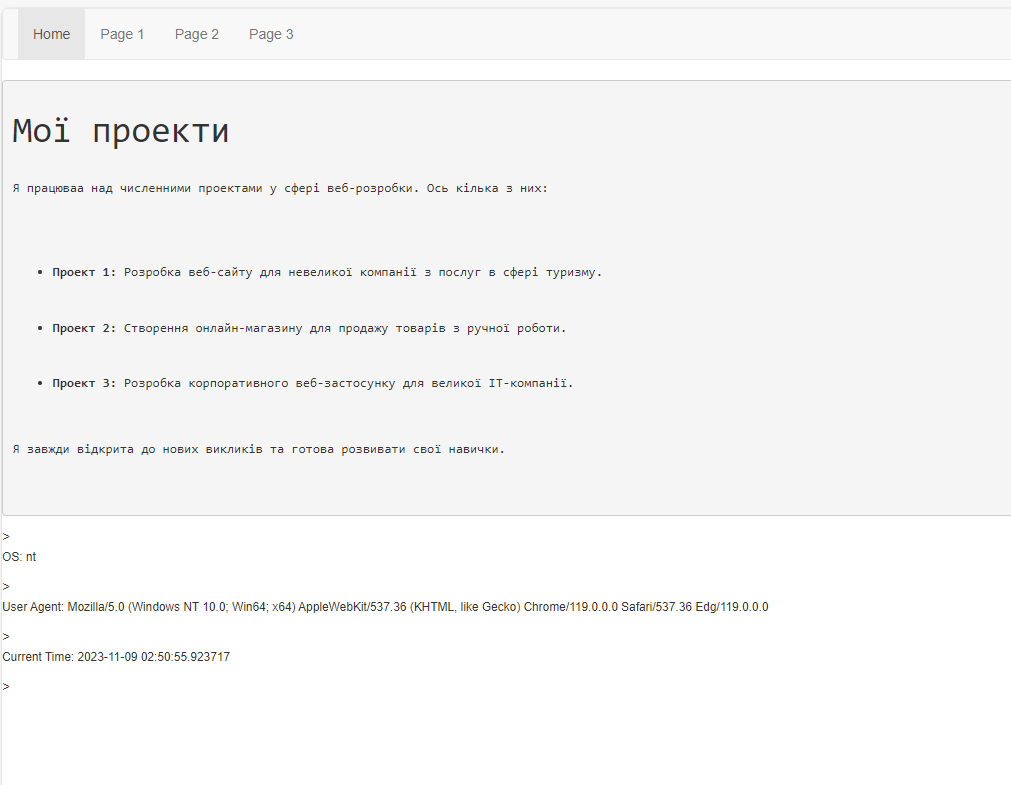 Home Page 1 Page 2 Page 3
Мої проекти
Я працюваа над численними проектами у сфері веб-розробки. Ось кілька з них:
• Проект 1: Розробка веб-сайту для невеликої компанії з послуг в сфері туризму.
• Проект 2: Створення онлайн-магазину для продажу товарів з ручної роботи.
• Проект 3: Розробка корпоративного веб-застосунку для великої ІТ-компанії.
Я завжди відкрита до нових викликів та готова розвивати свої навички.
>
OS: nt
>
User Agent: Mozilla/5.0 (Windows NT 10.0; Win64; x64) AppleWebKit/537.36 (KHTML, like Gecko) Chrome/119.0.0.0 Safari/537.36 Edg/119.0.0.0
>
Current Time: 2023-11-09 02:50:55.923717
>